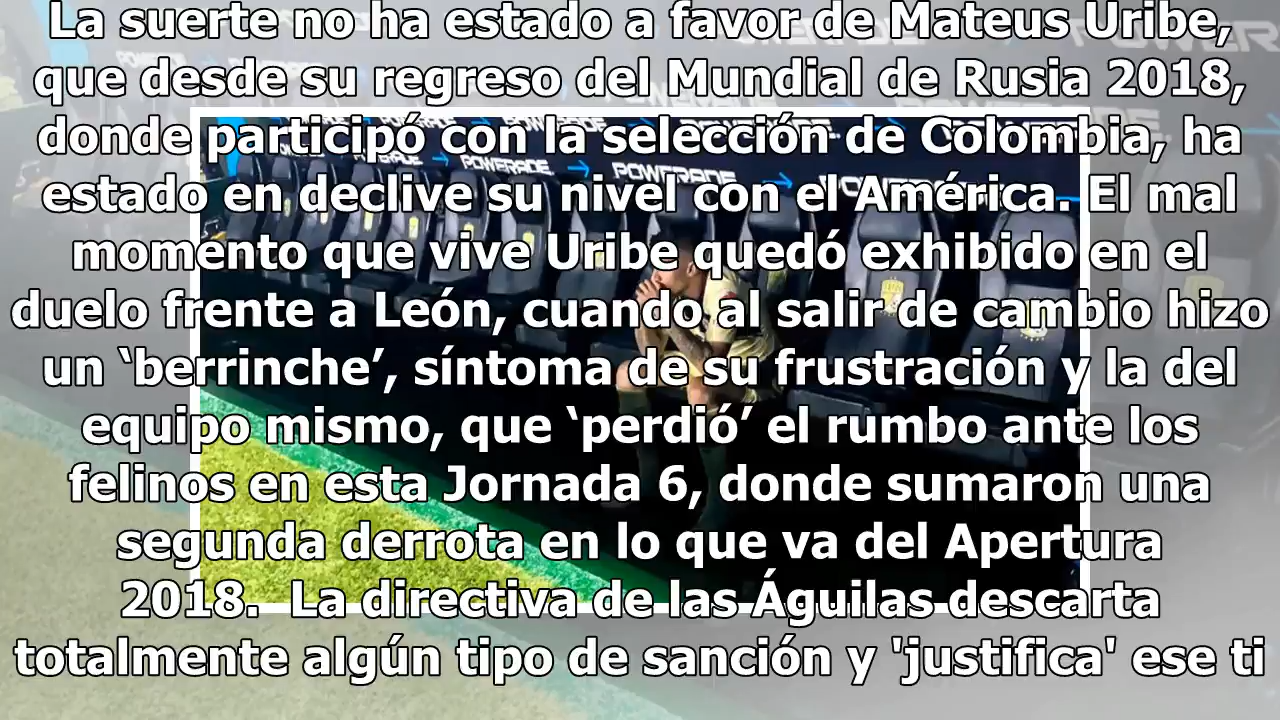 La suerte no ha estado a favor de Mateus Uribe,
que desde su regreso del Mundial de Rusia 2018,
donde participó con la selección de Colombia, ha
estado en declive su nivel con el América. El mal
momento que vive Uribe quedó exhibido en el
duelo frente a León, cuando al salir de cambio hizo
un ‘berrinche’, síntoma de su frustración y la del
equipo mismo, que ‘perdió’ el rumbo ante los
felinos en esta Jornada 6, donde sumaron una
segunda derrota en lo que va del Apertura
2018.  La directiva de las Águilas descarta
totalmente algún tipo de sanción y 'justifica' ese ti
POWERADE
POWERADE
POWERADE